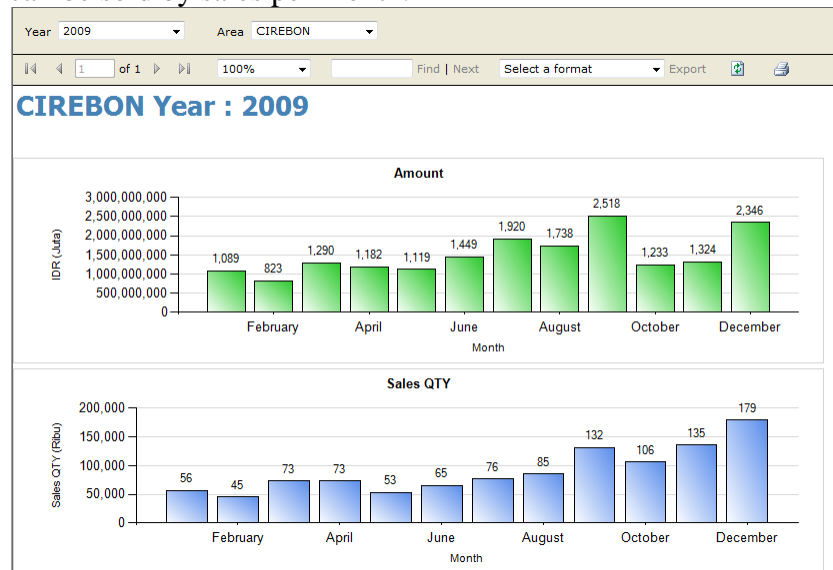 Year 2009 Area CIREBON
1 of 1 100% Find | Next Select a format Export
CIREBON Year : 2009
Amount
IDR (Juta)
3,000,000,000
2,500,000,000
2,000,000,000
1,500,000,000
1,000,000,000
500,000,000
0
1,089 823 1,290 1,182 1,119 1,449 1,920 1,738 2,518 1,233 1,324 2,346
February April June August October December
Month
Sales QTY
Sales QTY (Ribu)
200,000
150,000
100,000
50,000
0
56 45 73 73 53 65 76 85 132 106 135 179
February April June August October December
Month